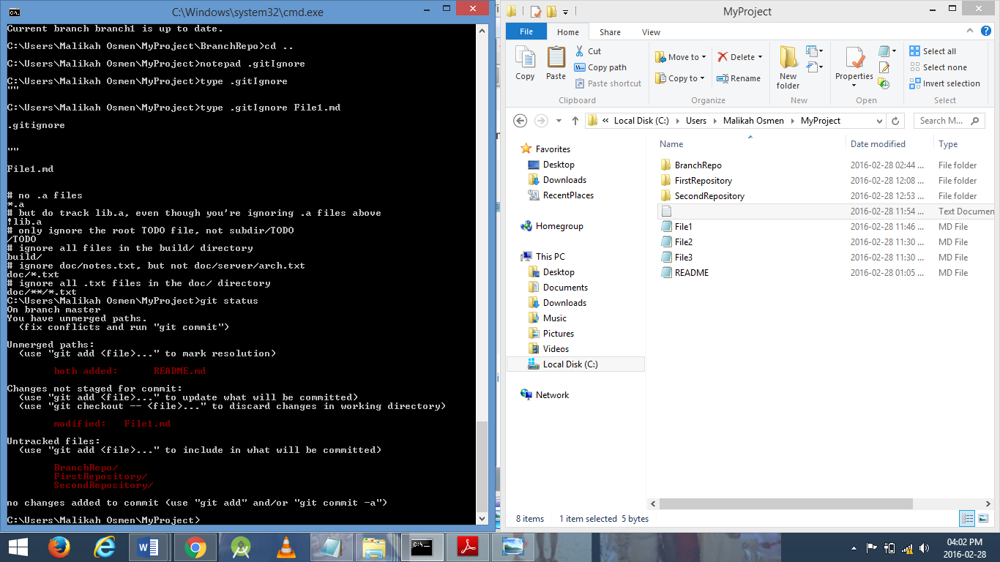 C:\Windows\system32\cmd.exe
Current branch branch1 is up to date.
C:\Users\Malikah Osmen\MyProject\BranchRepo>cd ..
C:\Users\Malikah Osmen\MyProject>notepad .gitIgnore
C:\Users\Malikah Osmen\MyProject>type .gitIgnore
""
C:\Users\Malikah Osmen\MyProject>type .gitIgnore File1.md
.gitignore
""
File1.md
# no .a files
*.a
# but do track lib.a, even though you're ignoring .a files above
!lib.a
# only ignore the root TODO file, not subdir/TODO
/TODO
# ignore all files in the build/ directory
build/
# ignore doc/notes.txt, but not doc/server/arch.txt
doc/*.txt
# ignore all .txt files in the doc/ directory
doc/**/*.txt
C:\Users\Malikah Osmen\MyProject>git status
On branch master
You have unmerged paths.
(fix conflicts and run "git commit")
Unmerged paths:
(use "git add <file>..." to mark resolution)
both added: README.md
Changes not staged for commit:
(use "git add <file>..." to update what will be committed)
(use "git checkout -- <file>..." to discard changes in working directory)
modified: File1.md
Untracked files:
(use "git add <file>..." to include in what will be committed)
BranchRepo/
FirstRepository/
SecondRepository/
no changes added to commit (use "git add" and/or "git commit -a")
C:\Users\Malikah Osmen\MyProject>
MyProject
File Home Share View
Copy
Paste
Cut
Copy path
Paste shortcut
Clipboard
Move to
Copy to
Delete
Rename
Organize
New folder
New
Properties
Open
Select all
Select none
Invert selection
Select
« Local Disk (C:) Users Malikah Osmen MyProject
Search M...
Favorites
Desktop
Downloads
RecentPlaces
Homegroup
This PC
Desktop
Documents
Downloads
Music
Pictures
Videos
Local Disk (C:)
Network
Name Date modified Type
BranchRepo 2016-02-28 02:44 ... File folder
FirstRepository 2016-02-28 12:08 ... File folder
SecondRepository 2016-02-28 12:53 ... File folder
2016-02-28 11:54 ... Text Documen
File1 2016-02-28 11:46 ... MD File
File2 2016-02-28 11:30 ... MD File
File3 2016-02-28 11:30 ... MD File
README 2016-02-28 01:05 ... MD File
8 items 1 item selected 5 bytes
04:02 PM
2016-02-28